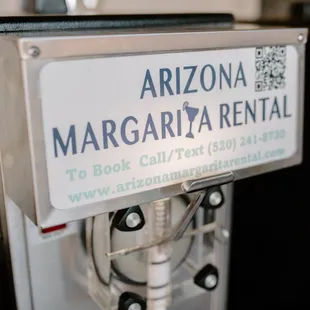 ARIZONA
MARGARITA RENTAL
To Book Call/Text (520) 241-8730
www.arizonamargaritarental.com